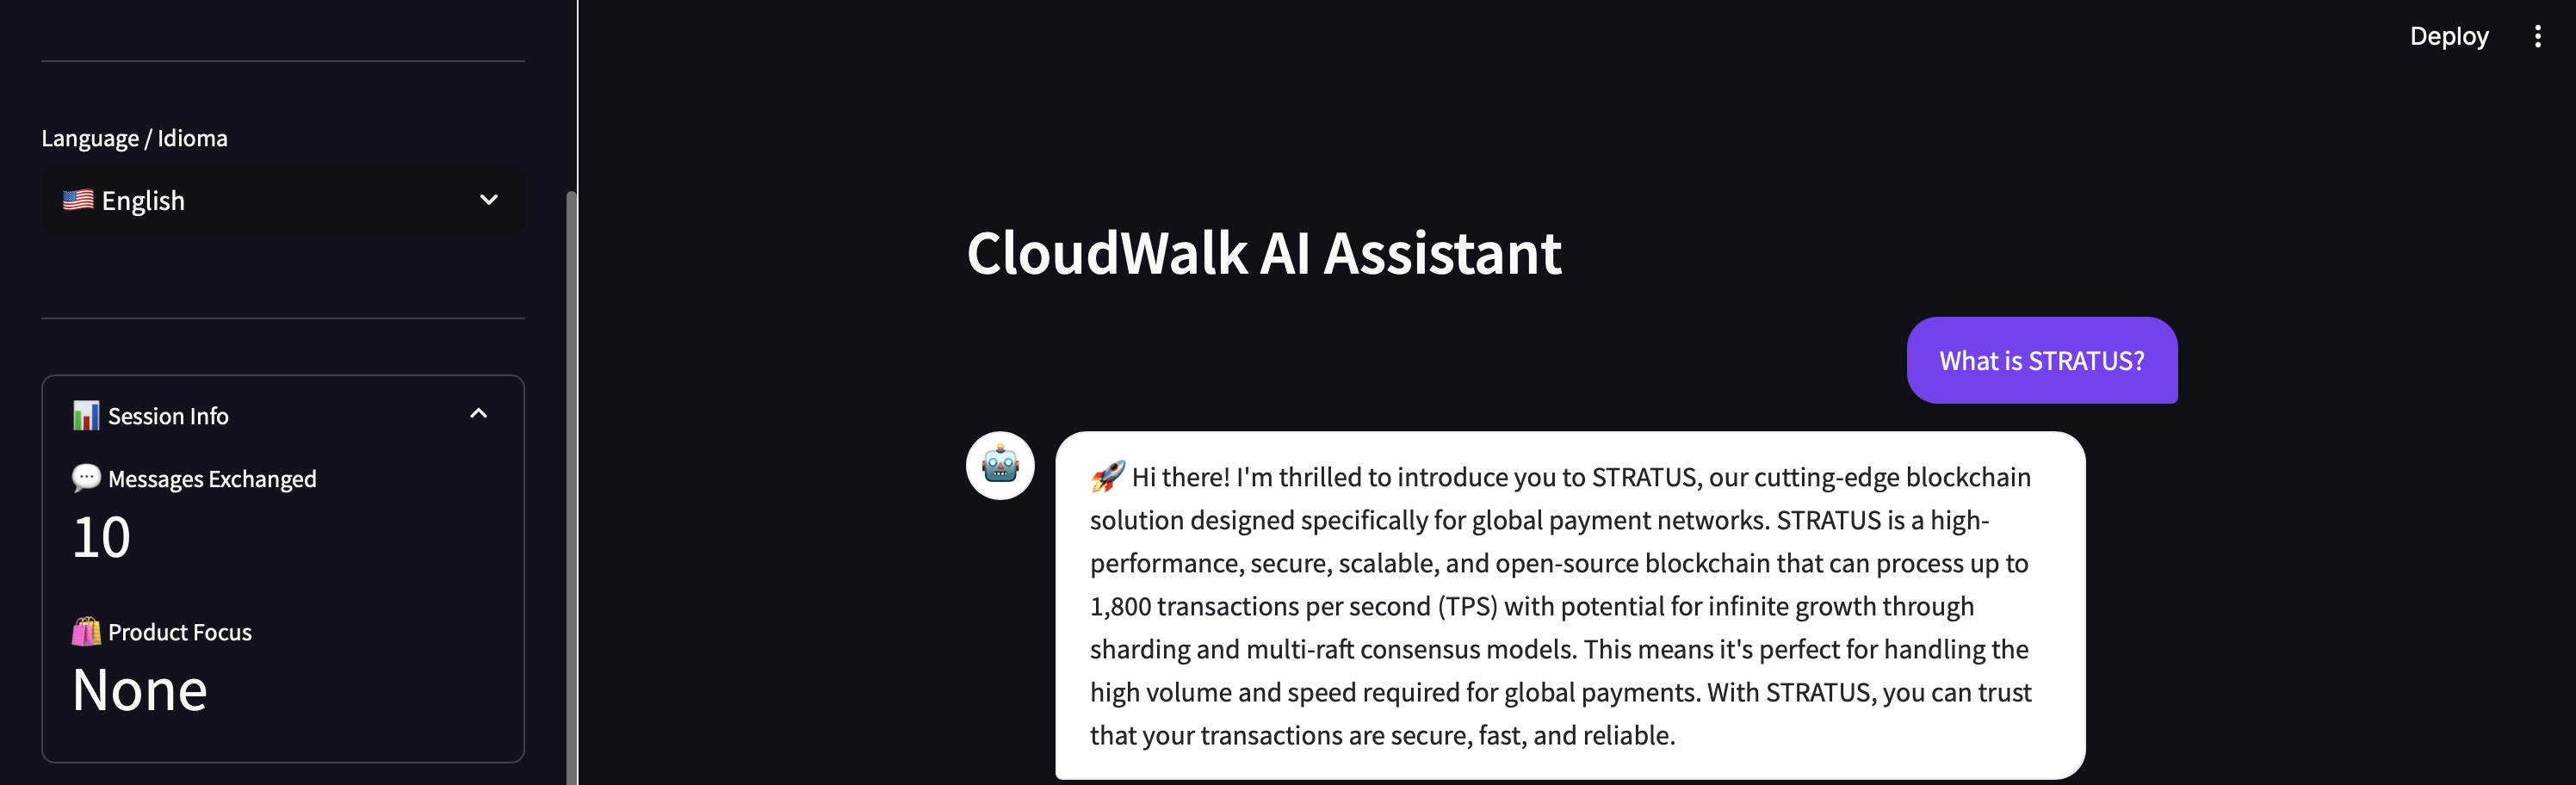 Deploy
Language / Idioma
🇺🇸 English
📊 Session Info
💬 Messages Exchanged
10
🛍️ Product Focus
None
CloudWalk AI Assistant
What is STRATUS?
🚀 Hi there! I'm thrilled to introduce you to STRATUS, our cutting-edge blockchain
solution designed specifically for global payment networks. STRATUS is a high-
performance, secure, scalable, and open-source blockchain that can process up to
1,800 transactions per second (TPS) with potential for infinite growth through
sharding and multi-raft consensus models. This means it's perfect for handling the
high volume and speed required for global payments. With STRATUS, you can trust
that your transactions are secure, fast, and reliable.